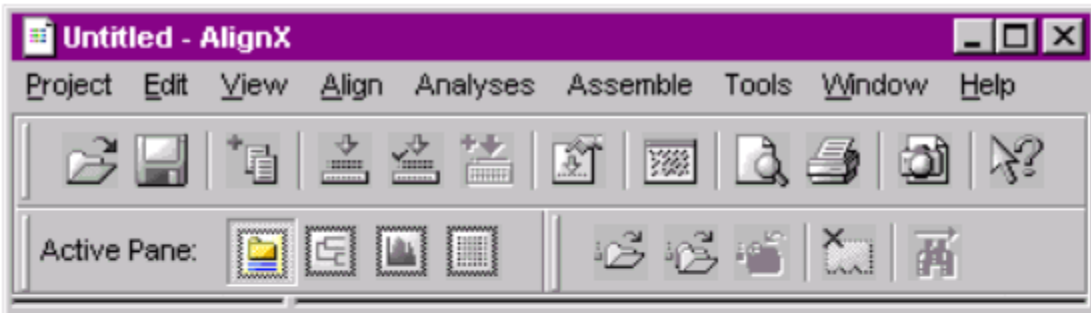 Untitled - AlignX
Project Edit View Align Analyses Assemble Tools Window Help
Active Pane: